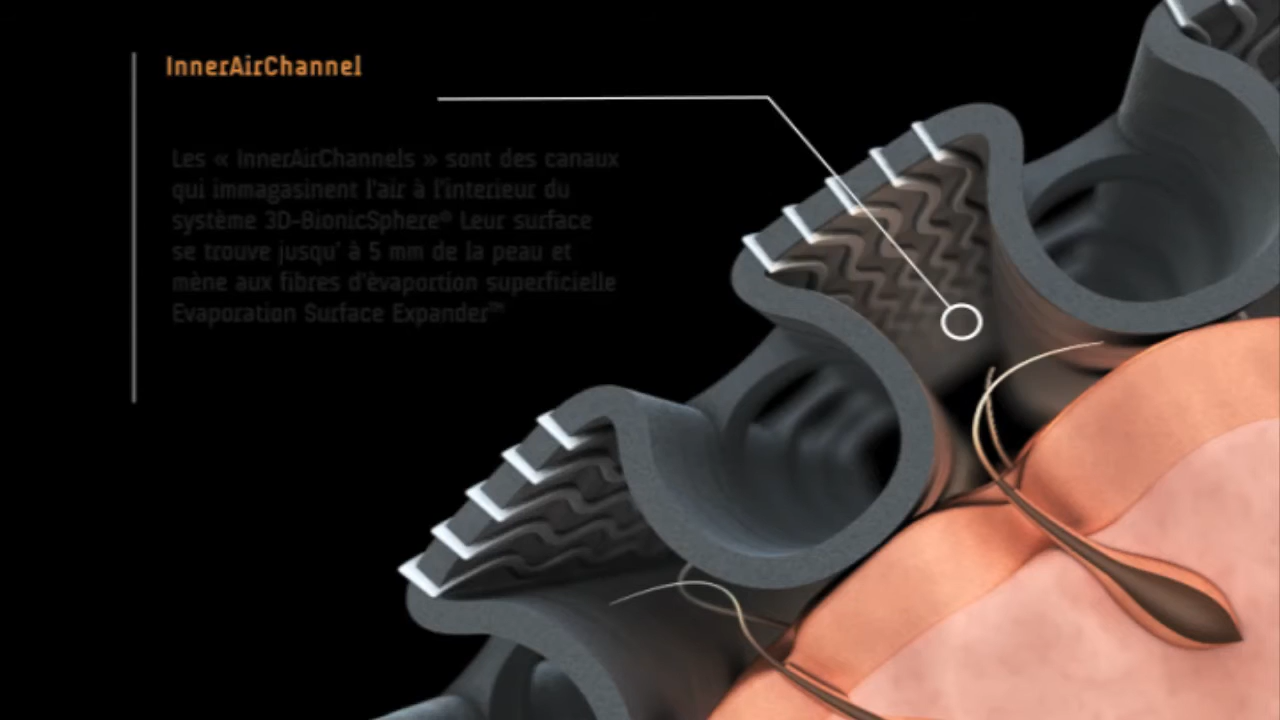 InnerAirChannel
Les « InnerAirChannels » sont des canaux
qui immagasinent l'air à l'interieur du
système 3D-BionicSphere® Leur surface
se trouve jusqu' à 5 mm de la peau et
mène aux fibres d'évaportion superficielle
Evaporation Surface Expander™